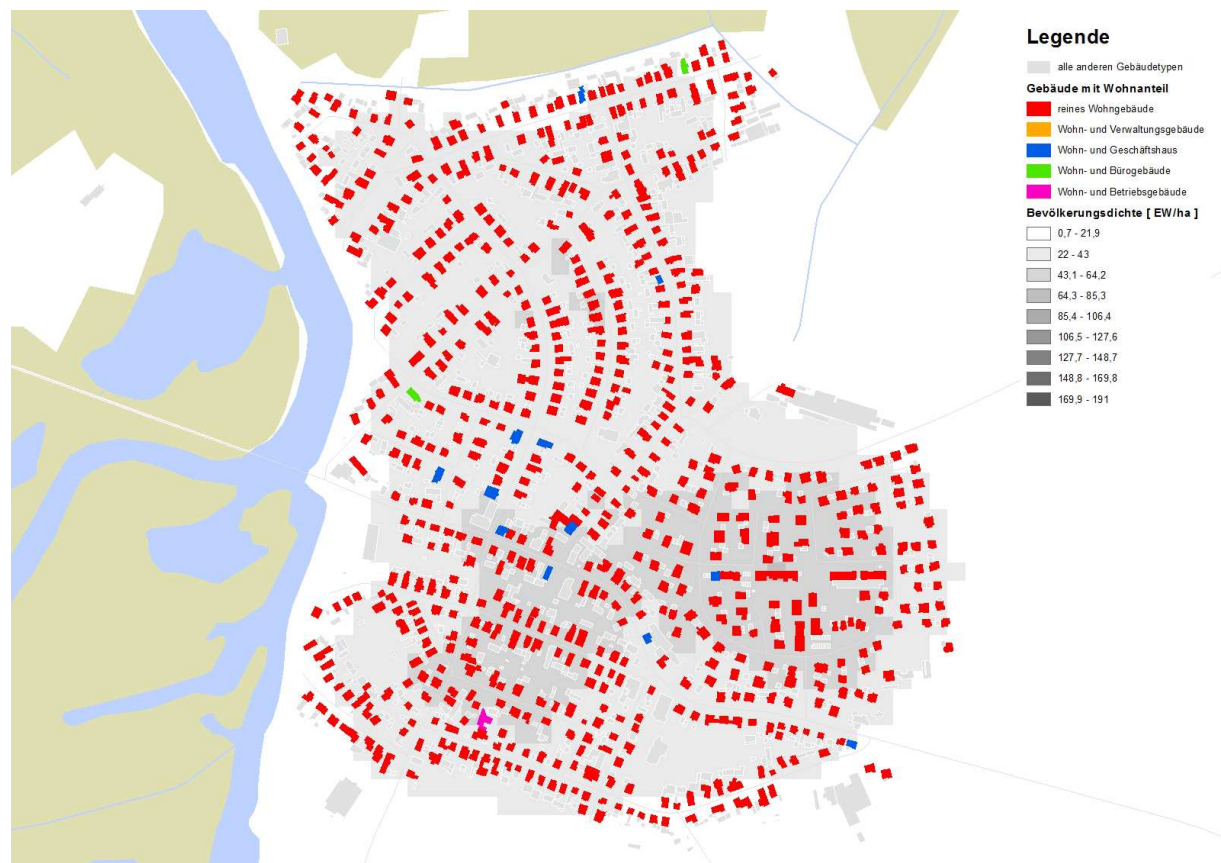 Legende
alle anderen Gebäudetypen
Gebäude mit Wohnanteil
reines Wohngebäude
Wohn- und Verwaltungsgebäude
Wohn- und Geschäftshaus
Wohn- und Bürogebäude
Wohn- und Betriebsgebäude
Bevölkerungsdichte [ EW/ha ]
0,7 - 21,9
22 - 43
43,1 - 64,2
64,3 - 85,3
85,4 - 106,4
106,5 - 127,6
127,7 - 148,7
148,8 - 169,8
169,9 - 191